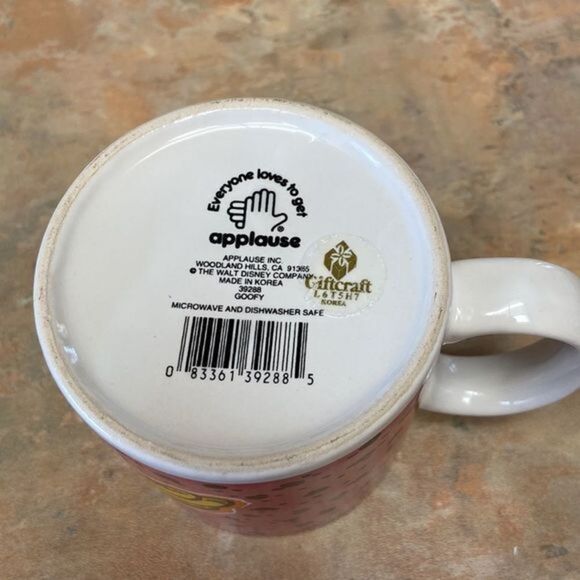 Everyone loves to get
applause
APPLAUSE INC.
WOODLAND HILLS, CA 91365
© THE WALT DISNEY COMPANY
MADE IN KOREA
39288
GOOFY
MICROWAVE AND DISHWASHER SAFE
0 83361 39288 5
Giftcraft
L6T5H7
KOREA